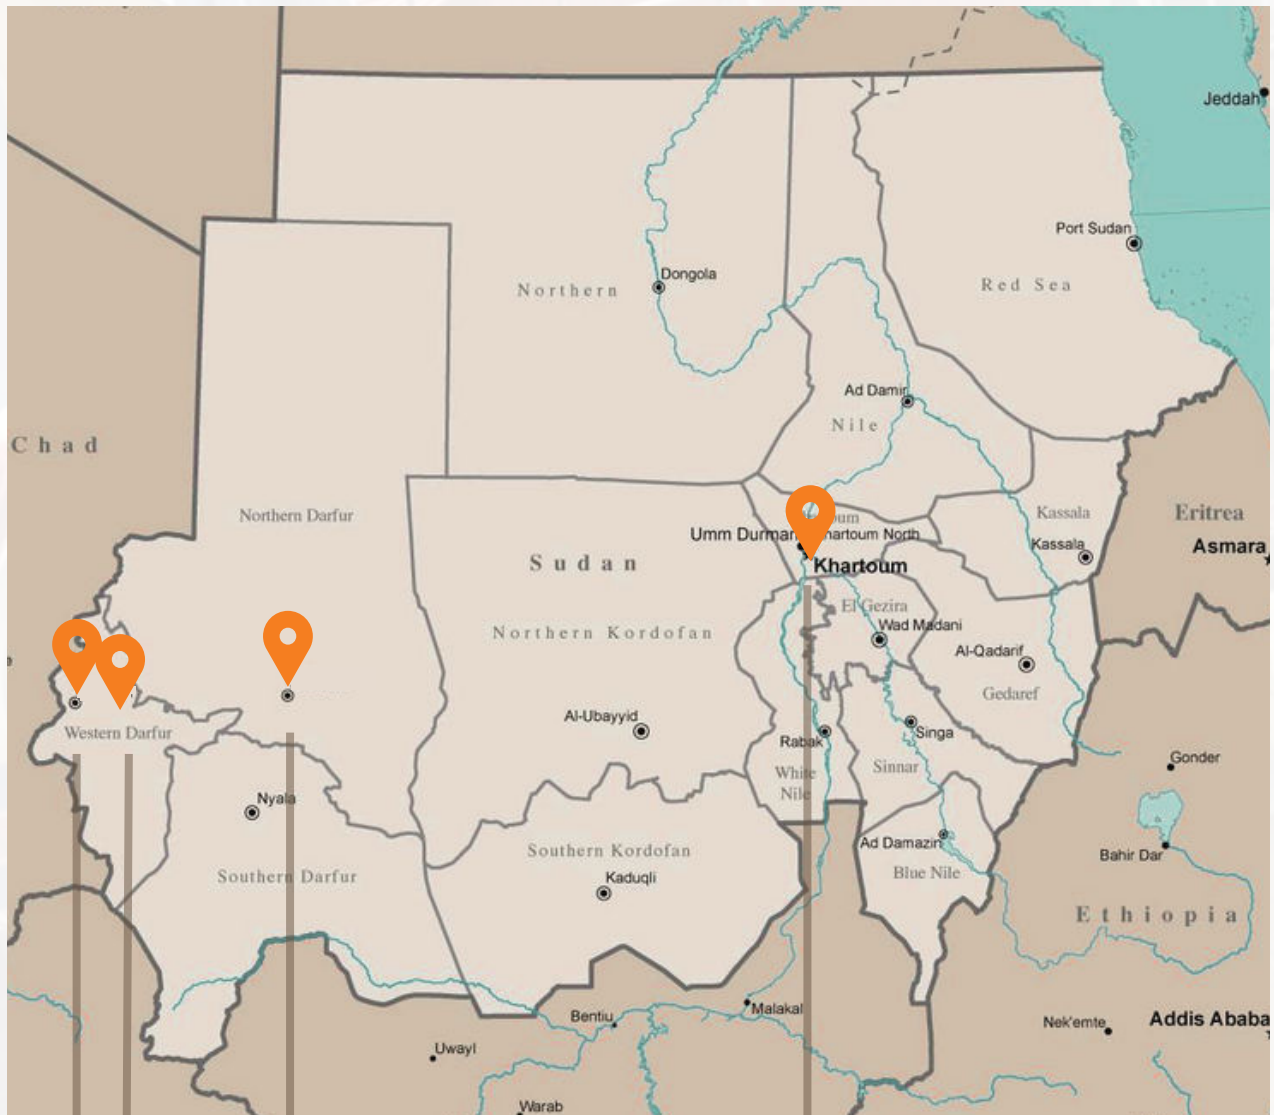 Jeddah
Port Sudan
Red Sea
Dongola
Northern
Ad Damir
Nile
Chad
Northern Darfur
Kassala
Eritrea
Umm Durman
Khartoum North
Kassala
Asmara
Sudan
Khartoum
El Gezira
Northern Kordofan
Wad Madani
Al-Qadarif
Gedaref
Al-Ubayyid
Western Darfur
Rabak
Singa
White
Nile
Sinnar
Gonder
Nyala
Ad Damazin
Bahir Dar
Southern Kordofan
Blue Nile
Southern Darfur
Kaduqli
Ethiopia
Malakal
Bentiu
Nek'emte
Addis Ababa
Uwayl
Warab